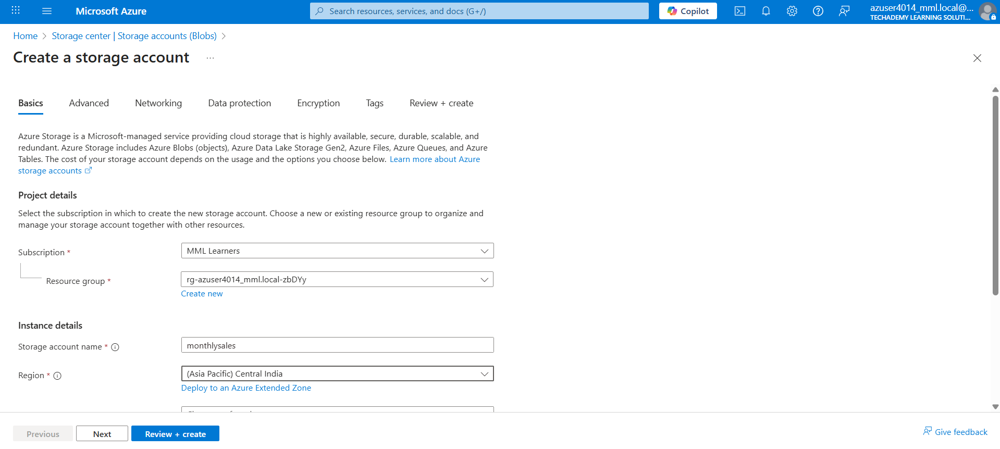 Microsoft Azure
Search resources, services, and docs (G+/)
Copilot
azuser4014_mml.local@...
TECHADEMY LEARNING SOLUTI...
Home > Storage center | Storage accounts (Blobs) >
Create a storage account ...
Basics Advanced Networking Data protection Encryption Tags Review + create
Azure Storage is a Microsoft-managed service providing cloud storage that is highly available, secure, durable, scalable, and
redundant. Azure Storage includes Azure Blobs (objects), Azure Data Lake Storage Gen2, Azure Files, Azure Queues, and Azure
Tables. The cost of your storage account depends on the usage and the options you choose below. Learn more about Azure
storage accounts
Project details
Select the subscription in which to create the new storage account. Choose a new or existing resource group to organize and
manage your storage account together with other resources.
Subscription *
MML Learners
Resource group *
rg-azuser4014_mml.local-zbDYy
Create new
Instance details
Storage account name *
monthlysales
Region *
(Asia Pacific) Central India
Deploy to an Azure Extended Zone
Previous
Next
Review + create
Give feedback